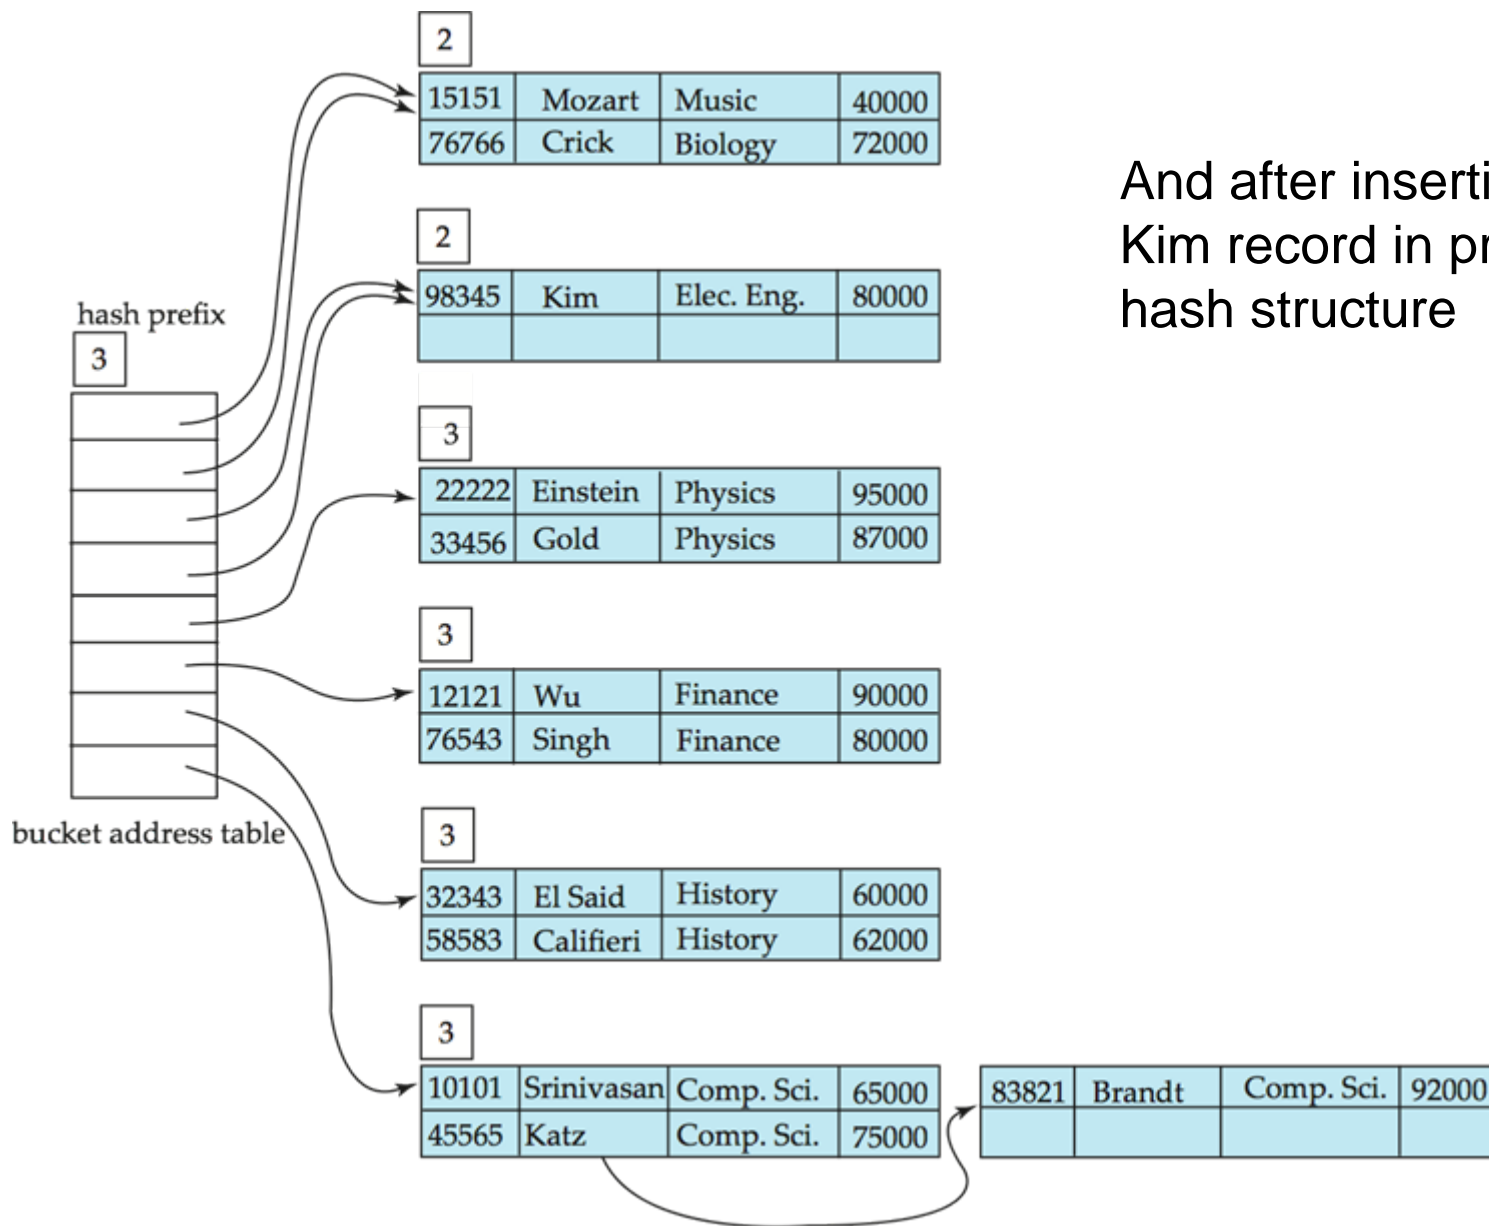 2
15151 Mozart Music 40000
76766 Crick Biology 72000
And after
Kim record in
hash structure
2
98345 Kim Elec. Eng. 80000
hash prefix
3
3
22222 Einstein Physics 95000
33456 Gold Physics 87000
3
12121 Wu Finance 90000
76543 Singh Finance 80000
bucket address table
3
32343 El Said History 60000
58583 Califieri History 62000
3
10101 Srinivasan Comp. Sci. 65000
45565 Katz Comp. Sci. 75000
83821 Brandt Comp. Sci. 92000